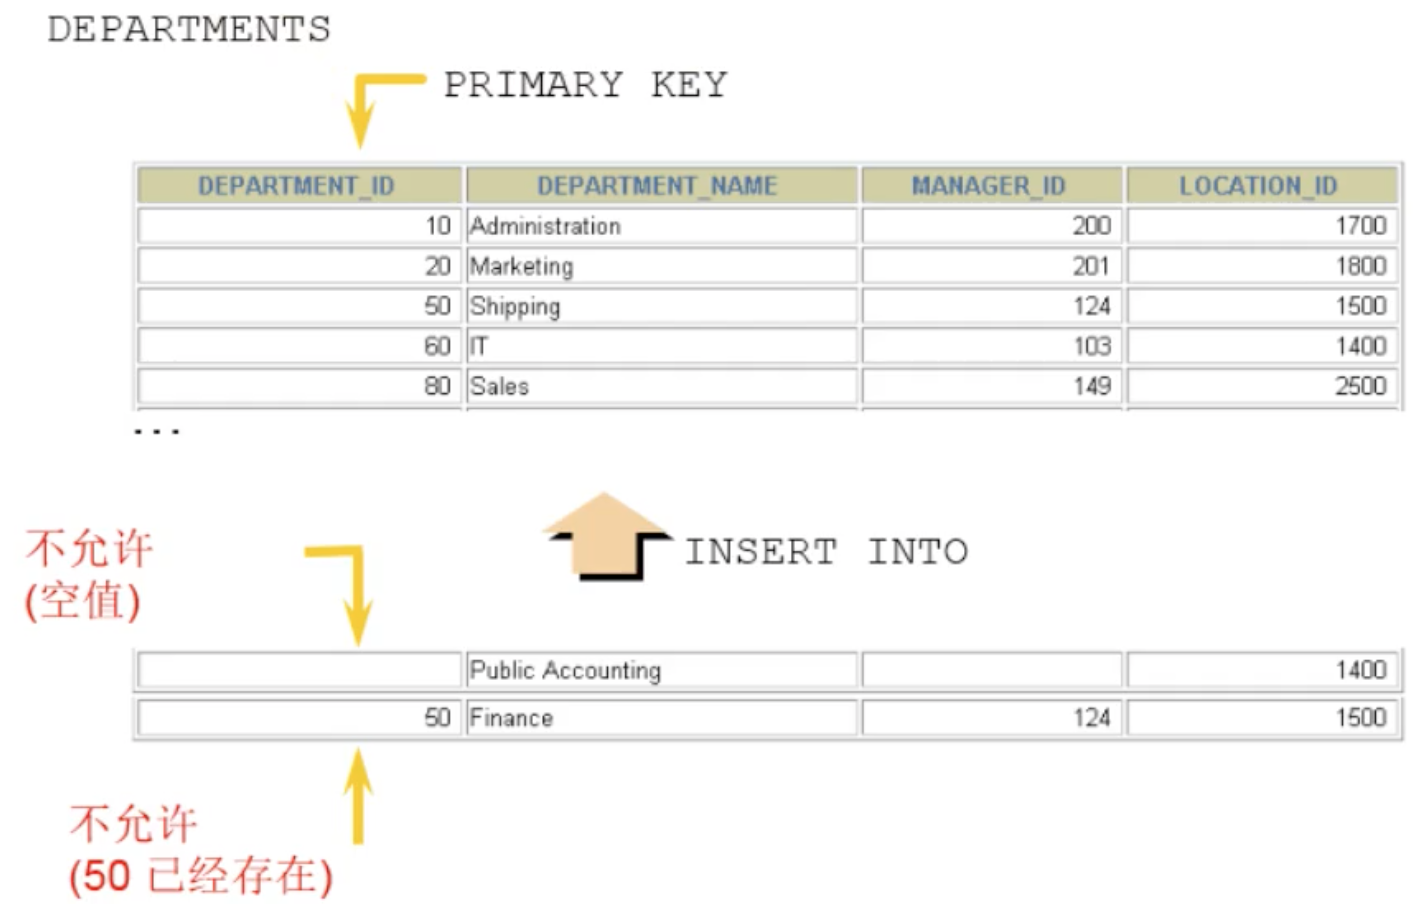 DEPARTMENTS
PRIMARY KEY
DEPARTMENT_ID DEPARTMENT_NAME MANAGER_ID LOCATION_ID
10 Administration 200 1700
20 Marketing 201 1800
50 Shipping 124 1500
60 IT 103 1400
80 Sales 149 2500
...
不允许
(空值)
INSERT INTO
Public Accounting 1400
50 Finance 124 1500
不允许
(50 已经存在)